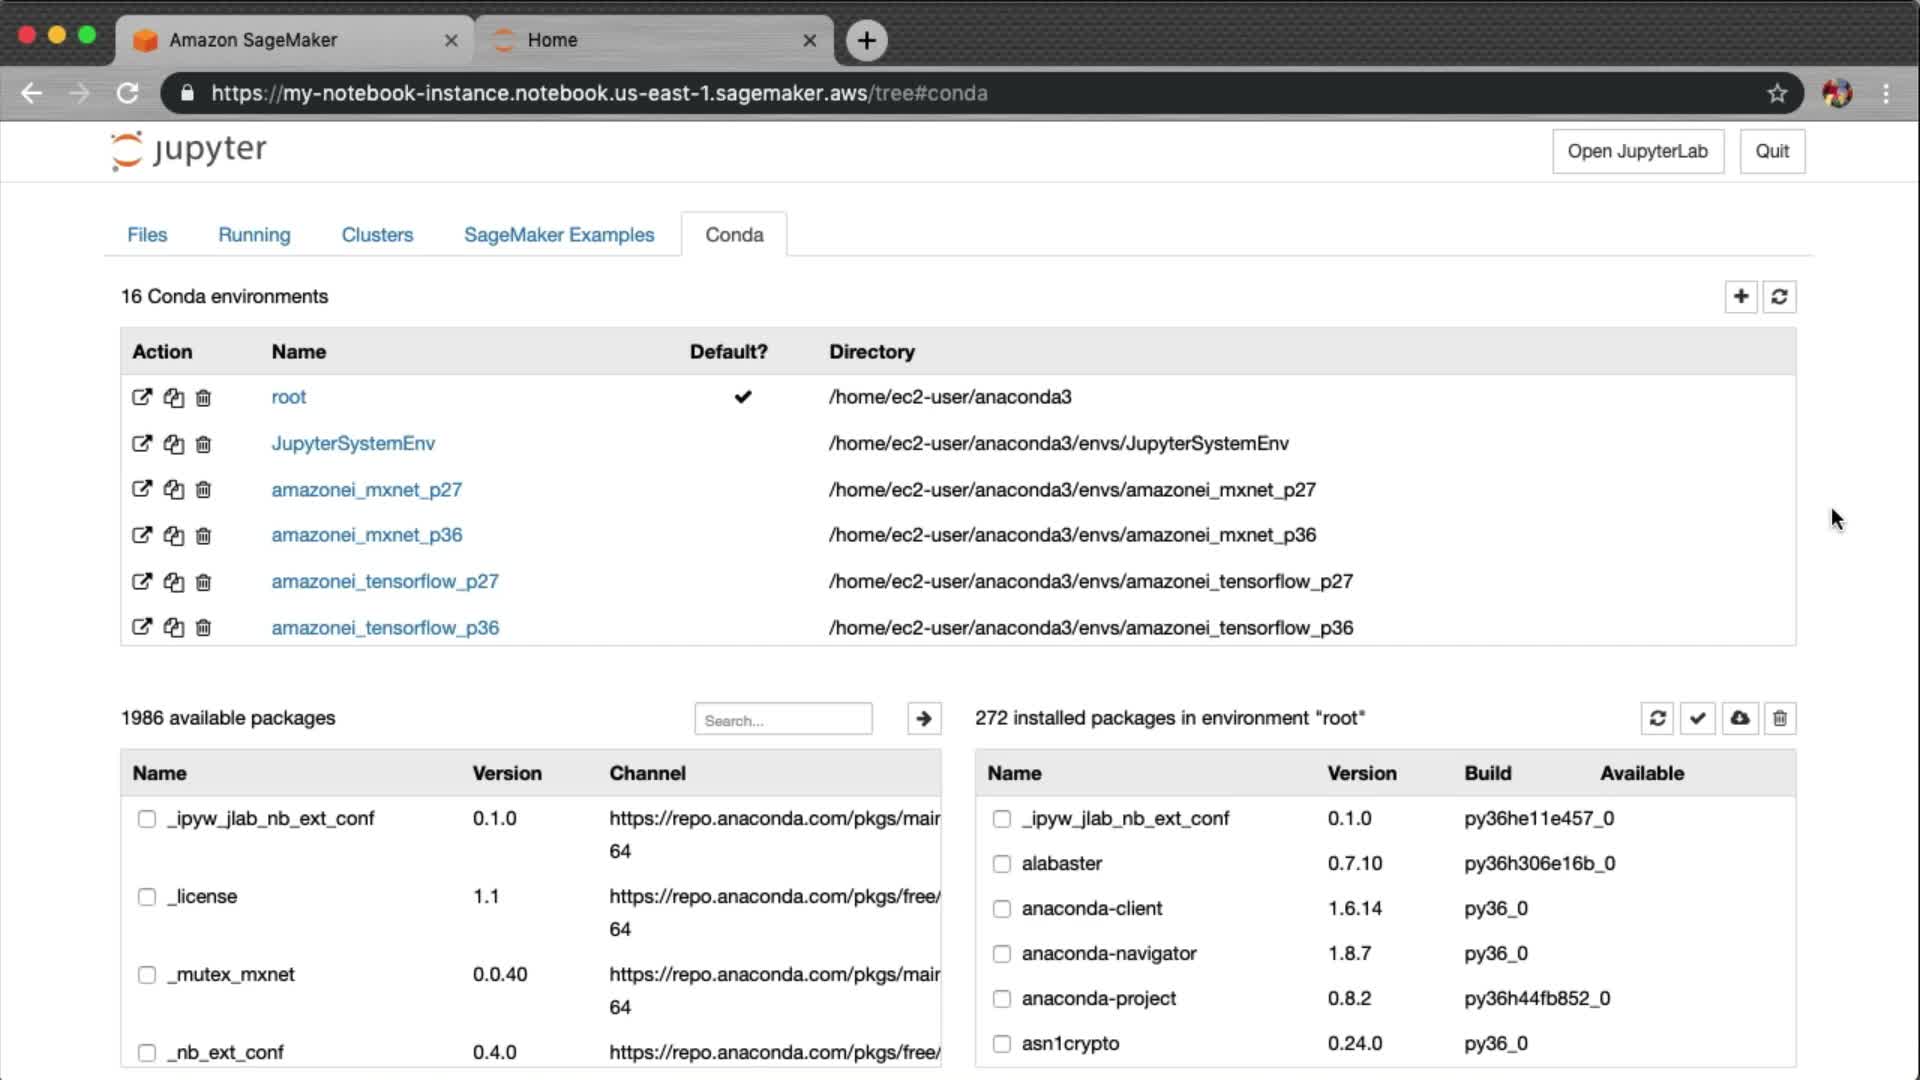 Amazon SageMaker
Home
https://my-notebook-instance.notebook.us-east-1.sagemaker.aws/tree#conda
jupyter
Open JupyterLab
Quit
Files
Running
Clusters
SageMaker Examples
Conda
16 Conda environments
Action Name Default? Directory
root /home/ec2-user/anaconda3
JupyterSystemEnv /home/ec2-user/anaconda3/envs/JupyterSystemEnv
amazonei_mxnet_p27 /home/ec2-user/anaconda3/envs/amazonei_mxnet_p27
amazonei_mxnet_p36 /home/ec2-user/anaconda3/envs/amazonei_mxnet_p36
amazonei_tensorflow_p27 /home/ec2-user/anaconda3/envs/amazonei_tensorflow_p27
amazonei_tensorflow_p36 /home/ec2-user/anaconda3/envs/amazonei_tensorflow_p36
1986 available packages
Search...
Name Version Channel
_ipyw_jlab_nb_ext_conf 0.1.0 https://repo.anaconda.com/pkgs/main
64
_license 1.1 https://repo.anaconda.com/pkgs/free/
64
_mutex_mxnet 0.0.40 https://repo.anaconda.com/pkgs/main
64
_nb_ext_conf 0.4.0 https://repo.anaconda.com/pkgs/free/
272 installed packages in environment "root"
Name Version Build Available
_ipyw_jlab_nb_ext_conf 0.1.0 py36he11e457_0
alabaster 0.7.10 py36h306e16b_0
anaconda-client 1.6.14 py36_0
anaconda-navigator 1.8.7 py36_0
anaconda-project 0.8.2 py36h44fb852_0
asn1crypto 0.24.0 py36_0